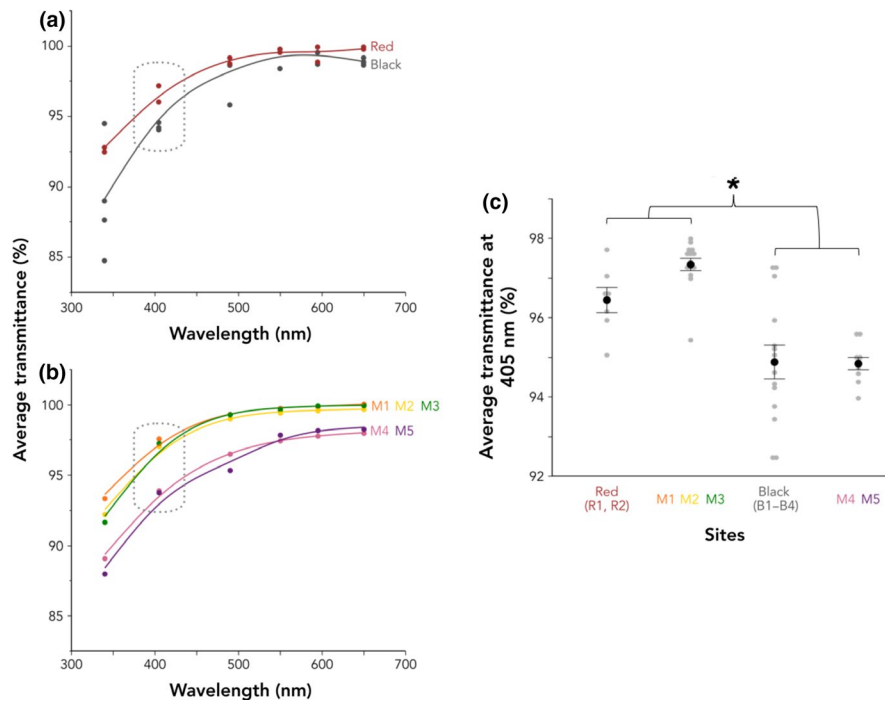 (a)
100
95
90
85
Red
Black
300 400 500 600 700
Wavelength (nm)
Average transmittance (%)
(b)
100
95
90
85
M1 M2 M3
M4 M5
300 400 500 600 700
Wavelength (nm)
(c)
*
98
96
94
92
Average transmittance at
405 nm (%)
Red M1 M2 M3 Black M4 M5
(R1, R2) (B1–B4)
Sites